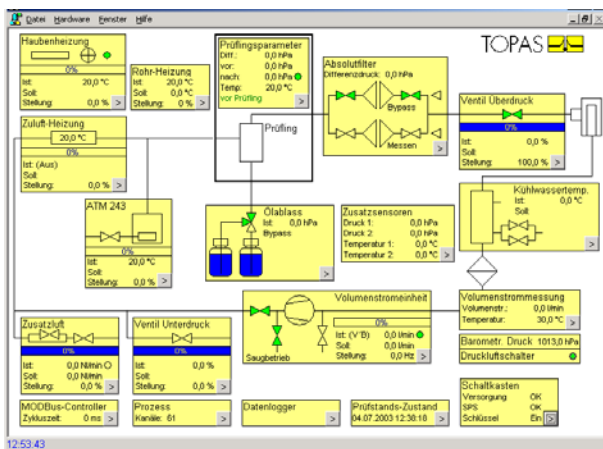 Datei Hardware Fenster Hilfe
TOPAS
Haubenheizung
0%
Ist: 20,0 °C
Soll:
Stellung: 0,0 % >
Rohr-Heizung
Ist: 20,0 °C
Soll: 0,0 °C
Stellung: 0 % >
Prüfingsparameter
Diff.: 0,0 hPa
vor: 0,0 hPa
nach: 0,0 hPa
Temp: 20,0 °C
vor Prüfling >
Prüfling
Absolutfilter
Differenzdruck: 0,0 hPa
Bypass
Messen >
Ventil Überdruck
0%
Ist: 0,0 %
Soll:
Stellung: 100,0 % >
Zuluft-Heizung
20,0 °C
0%
Ist: (Aus)
Soll:
Stellung: 0,0 % >
ATM 243
0%
Ist: 20,0 °C
Soll:
Stellung: 0,0 % >
Ölablass
Ist: 0,0 hPa
Bypass
>
Zusatzsensoren
Druck 1: 0,0 hPa
Druck 2: 0,0 hPa
Temperatur 1: 0,0 °C
Temperatur 2: 0,0 °C >
Kühlwassertemp.
Ist: 0,0 °C
Soll:
>
Volumenstromeinheit
0%
Ist: (V'B) 0,0 l/min
Soll: 0,0 l/min
Stellung: 0,0 Hz >
Saugbetrieb
Volumenstrommessung
Volumenstr.: 0,0 l/min
Temperatur: 30,0 °C >
Barometr. Druck 1013,0 hPa
Druckluftschalter
Zusatzluft
0%
Ist: 0,0 Nl/min
Soll: 0,0 Nl/min
Stellung: 0,0 % >
Ventil Unterdruck
0%
Ist: 0,0 %
Soll:
Stellung: 0,0 % >
Schaltkasten
Versorgung OK
SPS OK
Schlüssel Ein >
MODBus-Controller
Zykluszeit: 0 ms >
Prozess
Kanäle: 61 >
Datenlogger
>
Prüfstands-Zustand
04.07.2003 12:38:18 >
12:53:43